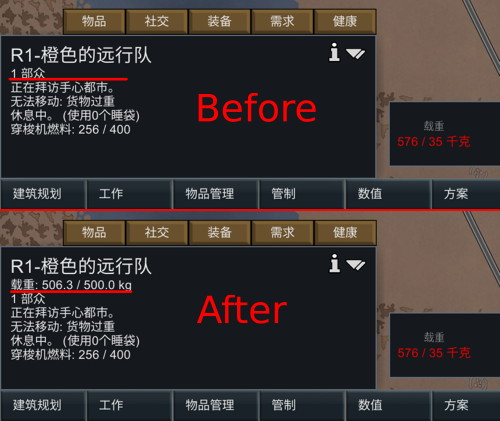 物品 社交 装备 需求 健康
R1-橙色的远行队
1 部众
正在拜访手心都市。
无法移动: 货物过重
休息中。 (使用0个睡袋)
穿梭机燃料: 256 / 400
Before
载重
576 / 35 千克
建筑规划 工作 物品管理 管制 数值 方案
物品 社交 装备 需求 健康
R1-橙色的远行队
载重: 506.3 / 500.0 kg
1 部众
正在拜访手心都市。
无法移动: 货物过重
休息中。 (使用0个睡袋)
穿梭机燃料: 256 / 400
After
载重
576 / 35 千克
建筑规划 工作 物品管理 管制 数值 方案